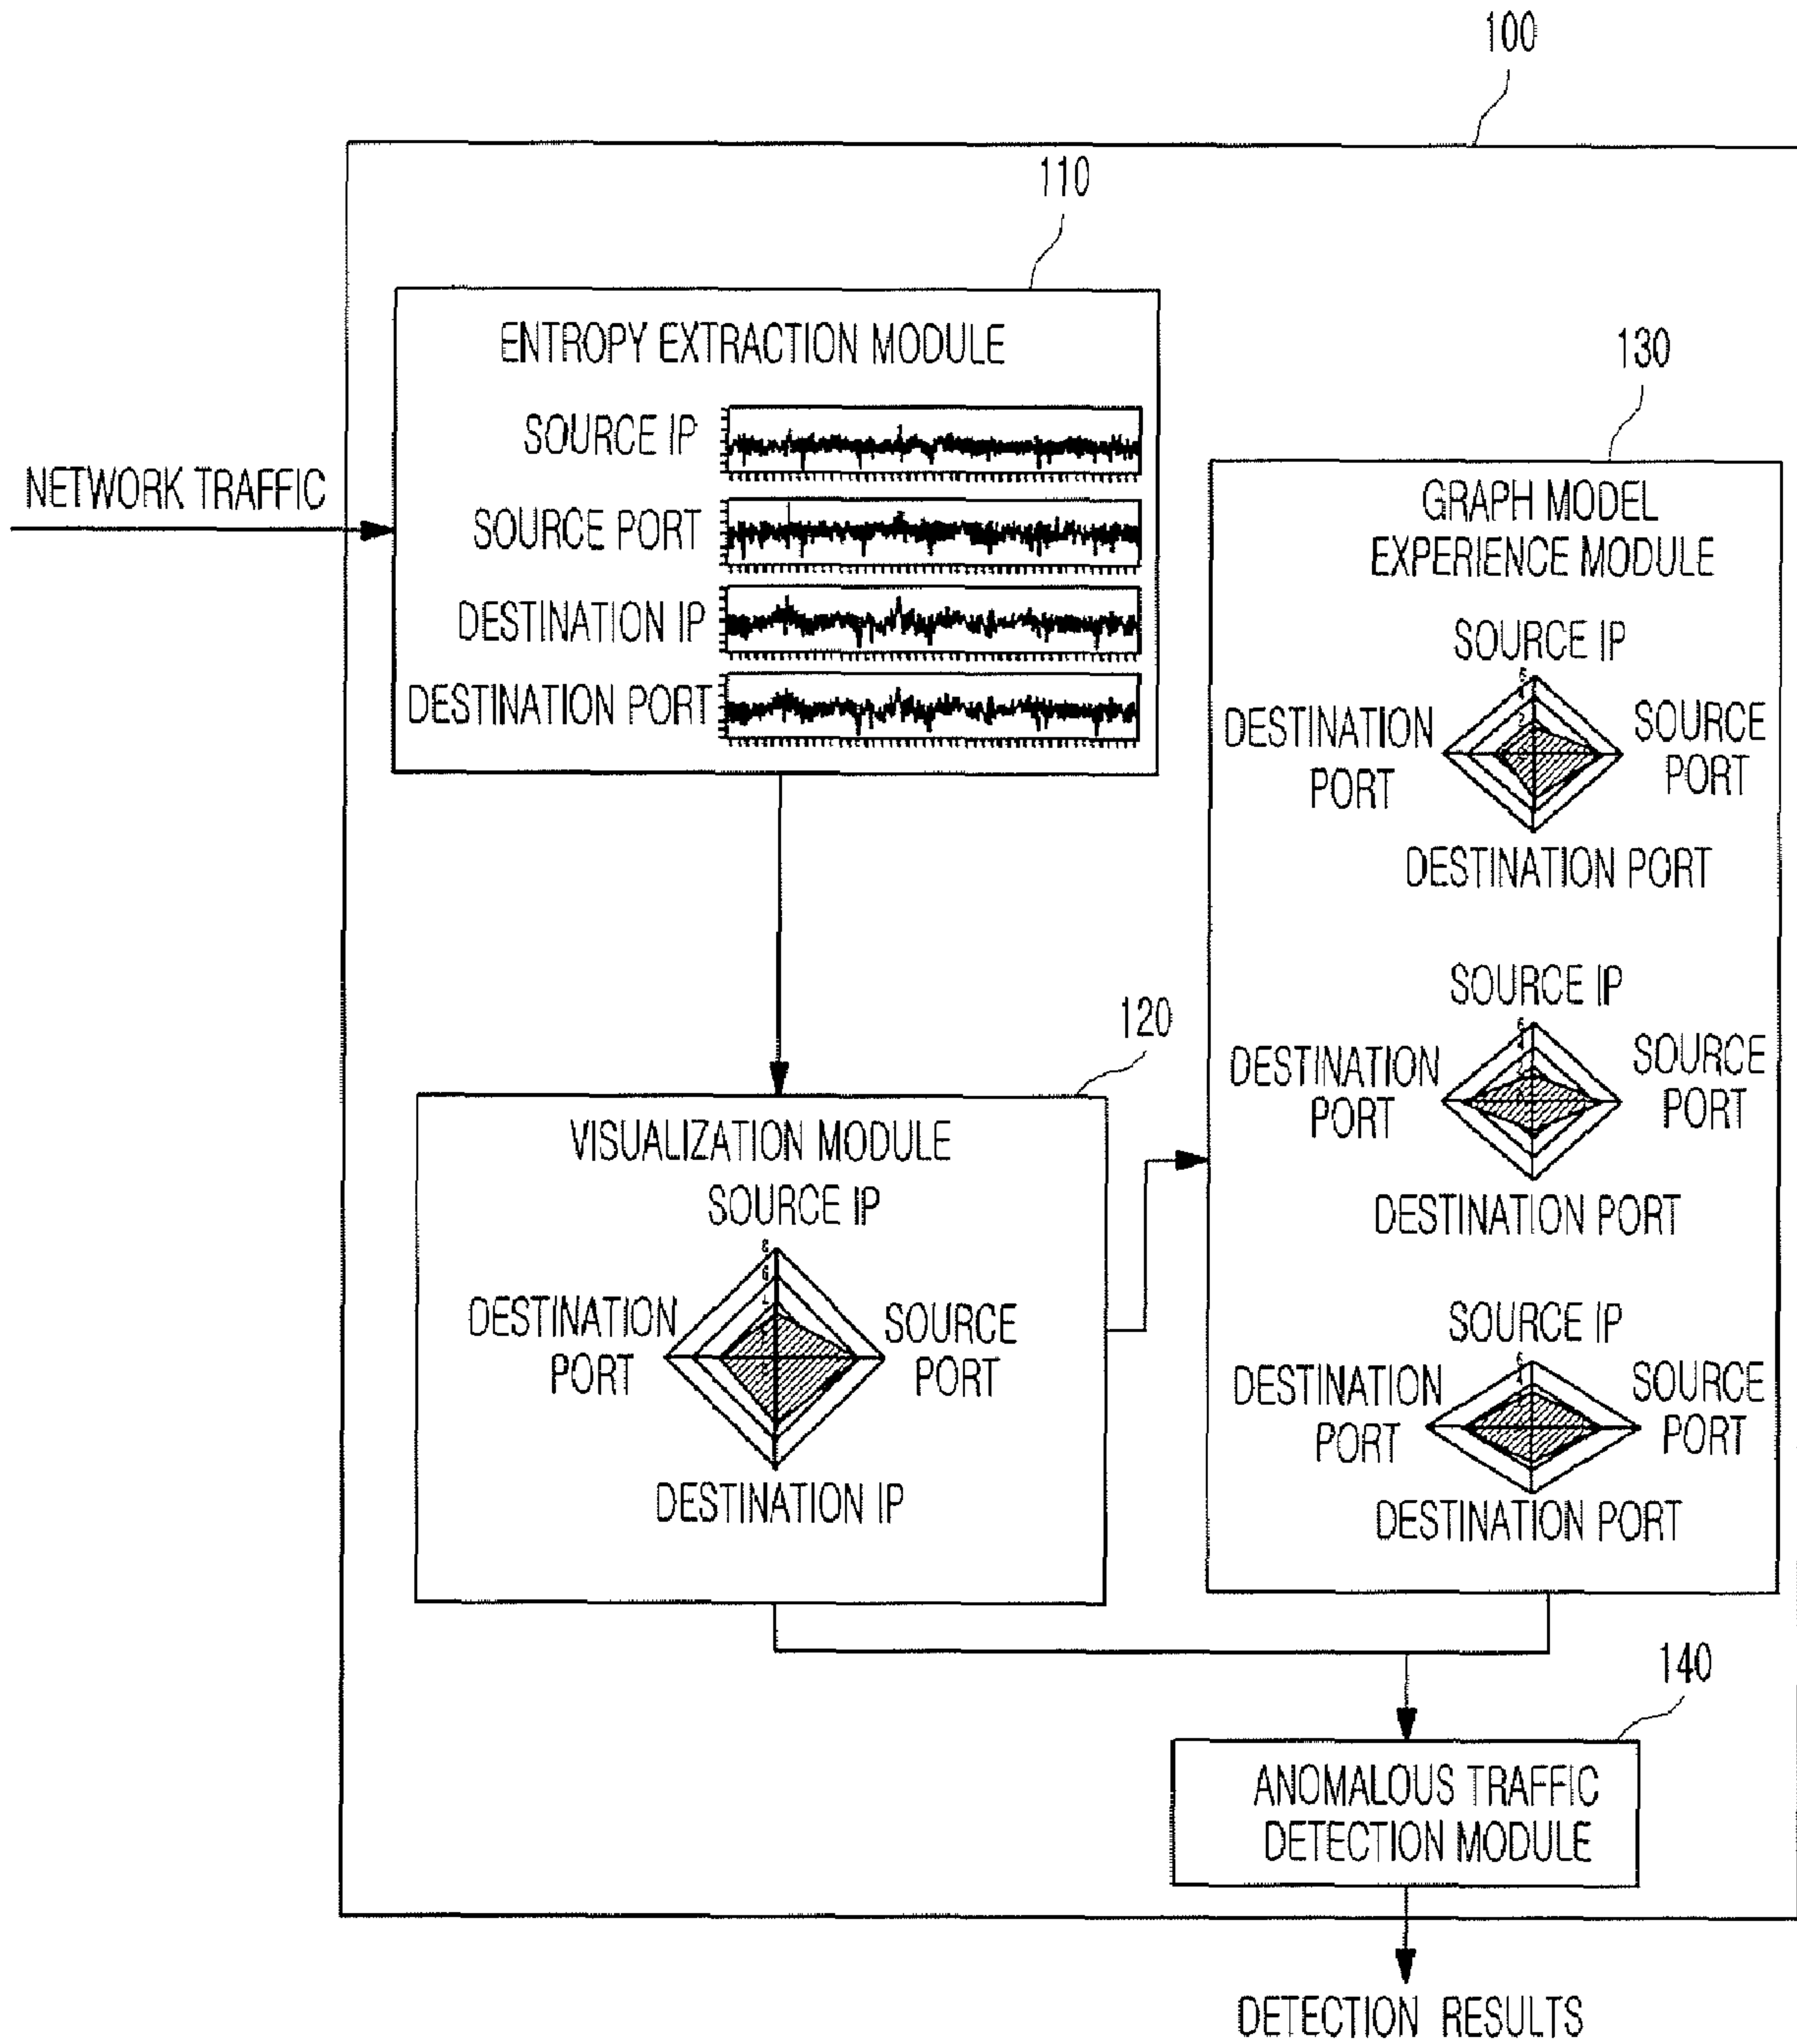 100
110
ENTROPY EXTRACTION MODULE
SOURCE IP
SOURCE PORT
DESTINATION IP
DESTINATION PORT
NETWORK TRAFFIC
130
GRAPH MODEL
EXPERIENCE MODULE
SOURCE IP
DESTINATION
PORT
SOURCE
PORT
DESTINATION PORT
SOURCE IP
DESTINATION
PORT
SOURCE
PORT
DESTINATION PORT
SOURCE IP
DESTINATION
PORT
SOURCE
PORT
DESTINATION PORT
120
VISUALIZATION MODULE
SOURCE IP
DESTINATION
PORT
SOURCE
PORT
DESTINATION IP
140
ANOMALOUS TRAFFIC
DETECTION MODULE
DETECTION RESULTS